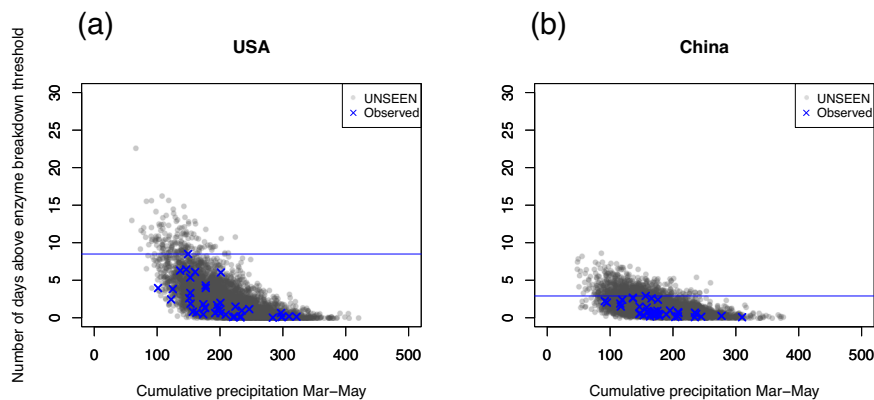 (a)
USA
Number of days above enzyme breakdown threshold
30
25
20
15
10
5
0
UNSEEN
Observed
0 100 200 300 400 500
Cumulative precipitation Mar−May
(b)
China
30
25
20
15
10
5
0
UNSEEN
Observed
0 100 200 300 400 500
Cumulative precipitation Mar−May